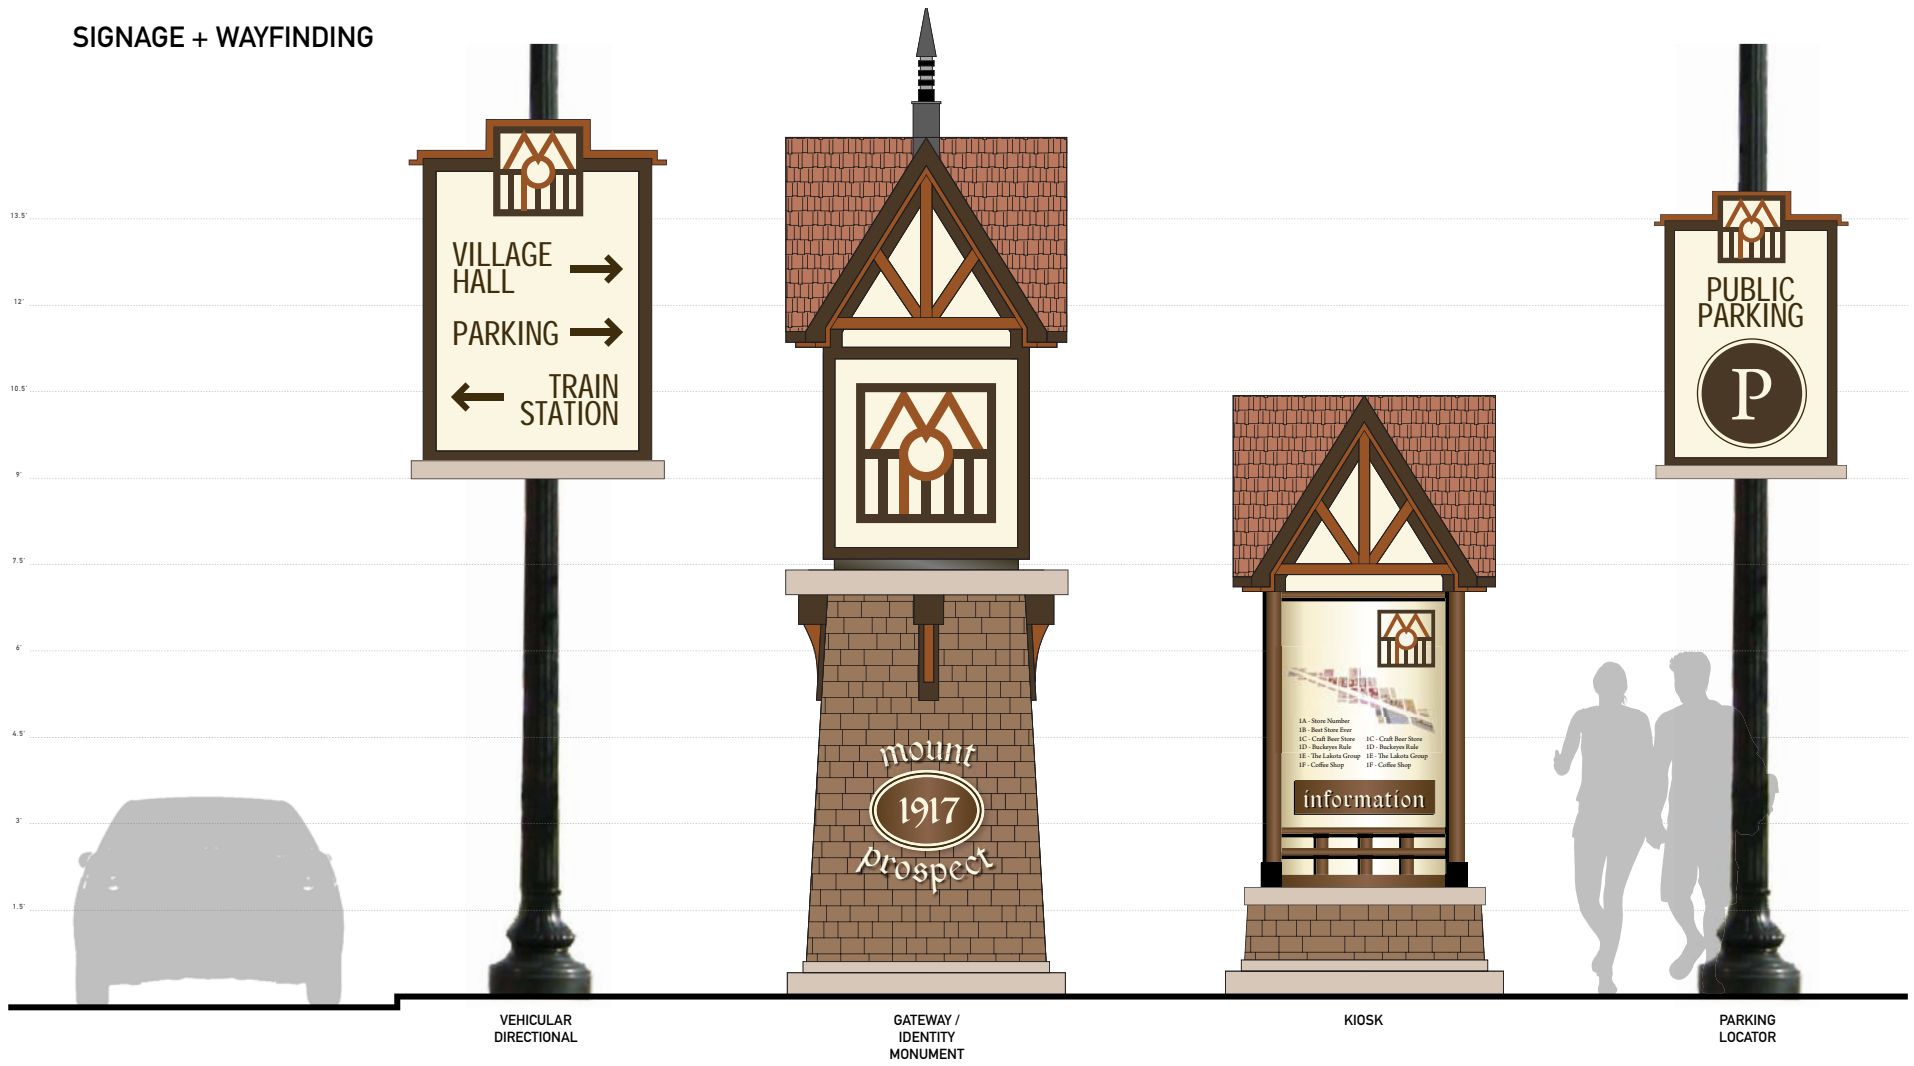 SIGNAGE + WAYFINDING
13.5'
12'
10.5'
9'
7.5'
6'
4.5'
3'
1.5'
VILLAGE
HALL
PARKING
TRAIN
STATION
mount
1917
prospect
1A - Store Number
1B - Best Store Ever
1C - Craft Beer Store
1D - Buckeyes Rule
1E - The Lakota Group
1F - Coffee Shop
1C - Craft Beer Store
1D - Buckeyes Rule
1E - The Lakota Group
1F - Coffee Shop
information
PUBLIC
PARKING
P
VEHICULAR
DIRECTIONAL
GATEWAY /
IDENTITY
MONUMENT
KIOSK
PARKING
LOCATOR